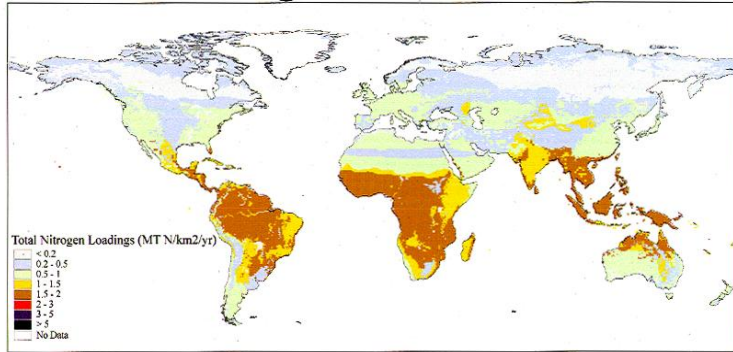 Total Nitrogen Loadings (MT N/km2/yr)
< 0.2
0.2 - 0.5
0.5 - 1
1 - 1.5
1.5 - 2
2 - 3
3 - 5
> 5
No Data